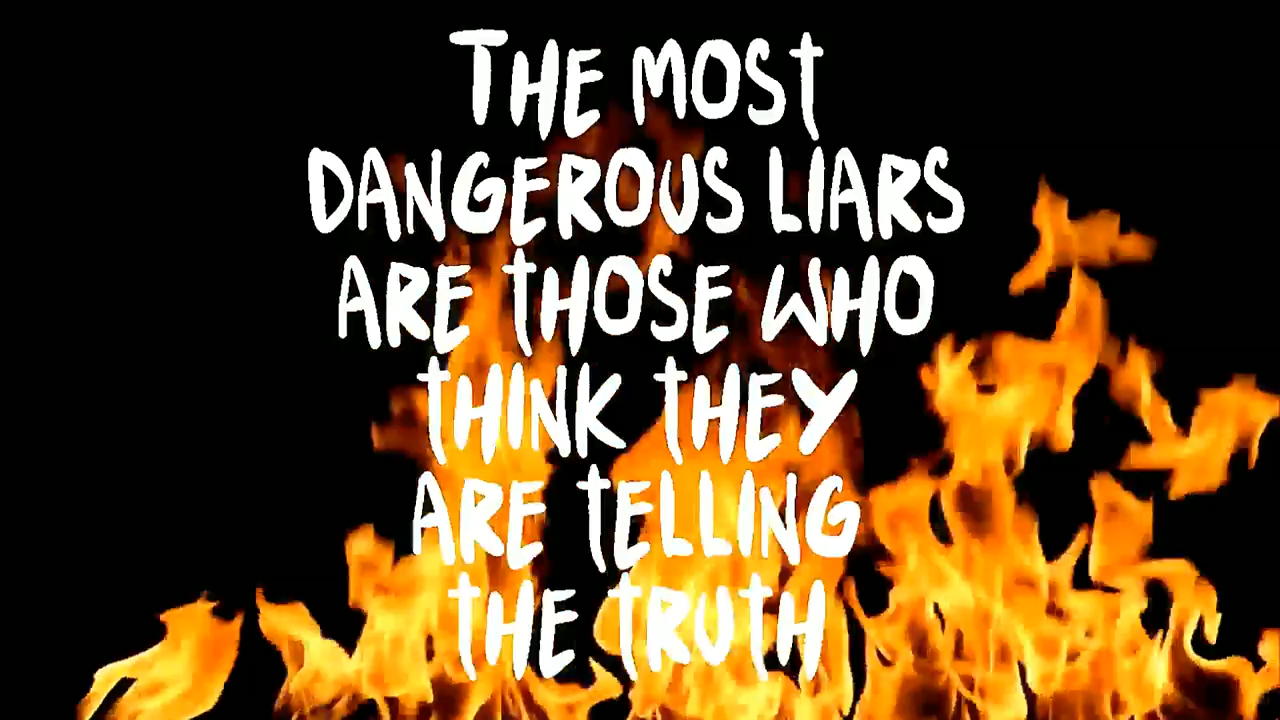 THE MOST
DANGEROUS LIARS
ARE THOSE WHO
THINK THEY
ARE TELLING
THE TRUTH